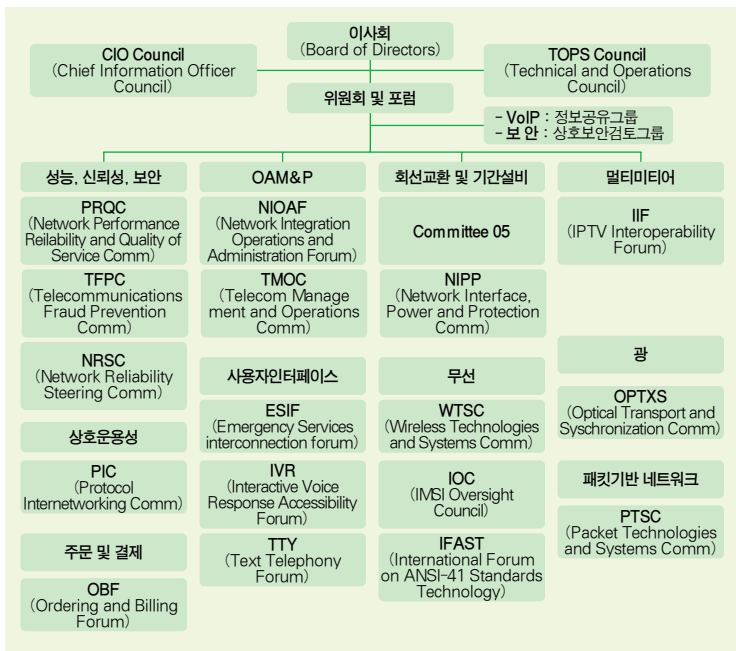 이사회
(Board of Directors)
CIO Council
(Chief Information Officer
Council)
TOPS Council
(Technical and Operations
Council)
위원회 및 포럼
- VoIP : 정보공유그룹
- 보 안 : 상호보안검토그룹
성능, 신뢰성, 보안
PRQC
(Network Performance
Reilability and Quality of
Service Comm)
TFPC
(Telecommunications
Fraud Prevention
Comm)
NRSC
(Network Reliability
Steering Comm)
상호운용성
PIC
(Protocol
Internetworking Comm)
주문 및 결제
OBF
(Ordering and Billing
Forum)
OAM&P
NIOAF
(Network Integration
Operations and
Administration Forum)
TMOC
(Telecom Manage
ment and Operations
Comm)
사용자인터페이스
ESIF
(Emergency Services
interconnection forum)
IVR
(Interactive Voice
Response Accessibility
Forum)
TTY
(Text Telephony
Forum)
회선교환 및 기간설비
Committee 05
NIPP
(Network Interface,
Power and Protection
Comm)
무선
WTSC
(Wireless Technologies
and Systems Comm)
IOC
(IMSI Oversight
Council)
IFAST
(International Forum
on ANSI-41 Standards
Technology)
멀티미티어
IIF
(IPTV Interoperability
Forum)
광
OPTXS
(Optical Transport and
Syschronization Comm)
패킷기반 네트워크
PTSC
(Packet Technologies
and Systems Comm)